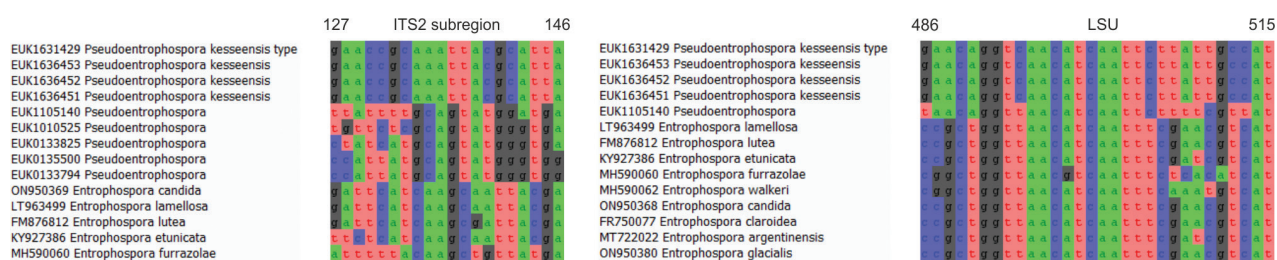 127 ITS2 subregion 146
EUK1631429 Pseudoentrophospora kesseensis type g a a c c g c a a a t t a c g c a t t a
EUK1636453 Pseudoentrophospora kesseensis g a a c c g c a a a t t a c g c a t t a
EUK1636452 Pseudoentrophospora kesseensis g a a c c g c a a a t t a c g c a t t a
EUK1636451 Pseudoentrophospora kesseensis g a a c c g c a a a t t a c g c a t t a
EUK1105140 Pseudoentrophospora t t a t t t t g c a g t a t g g a t g a
EUK1010525 Pseudoentrophospora t g t t c t c g c a g t a t g g g t g a
EUK0133825 Pseudoentrophospora c t a t c a t g c a g t a t g g g t g a
EUK0135500 Pseudoentrophospora c c a t t a t g c a g t a t g g g t g g
EUK0133794 Pseudoentrophospora c c a t t a t g c a g t a t g g g t g g
ON950369 Entrophospora candida g a t t c a t c a a g c a a t t a c g a
LT963499 Entrophospora lamellosa g a t t c a t c a a g c a a t t a c g a
FM876812 Entrophospora lutea g a t t c a t c a a g c g a t t a c g a
KY927386 Entrophospora etunicata t t c t c a t c a a g c a a t t a c g a
MH590060 Entrophospora furrazolae a t t t t t a c a a g c t g t t a t g a
486 LSU 515
EUK1631429 Pseudoentrophospora kesseensis type g a a c a g g t c a a c a t c a a t t c t t a t t g c c a t
EUK1636453 Pseudoentrophospora kesseensis g a a c a g g t c a a c a t c a a t t c t t a t t g c c a t
EUK1636452 Pseudoentrophospora kesseensis g a a c a g g t c a a c a t c a a t t c t t a t t g c c a t
EUK1636451 Pseudoentrophospora kesseensis g a a c a g g t c a a c a t c a a t t c t t a t t g c c a t
EUK1105140 Pseudoentrophospora t a a c a g g t t a a c a t c a a t t c t t t t c g t t a t
LT963499 Entrophospora lamellosa c c g c t g g t t a a c a t c a a t t t c g a a c g t c a t
FM876812 Entrophospora lutea c c g c t g g t t a a c a t c a a t t t c g a a c g t c a t
KY927386 Entrophospora etunicata c c g c t g g t t a a c a t c a a t t t c g a t c g t c a t
MH590060 Entrophospora furrazolae c g g c t g g t t a a c g t c a a t t t c t c a c a t c a t
MH590062 Entrophospora walkeri c g g c t g g t t a a c a t c a a t t t c a a a t g t c a t
ON950368 Entrophospora candida c c g c t g g t t a a c a t c a a t t t c g a a c g t c a t
FR750077 Entrophospora claroidea c c g c t g g t t a a c a t c a a t t t c g a a c g t c a t
MT722022 Entrophospora argentinensis c c g c t g g t t a a c a t c a a t t t c g a t c g t c a t
ON950380 Entrophospora glacialis c c g c t g g t t a a c a t c a a t t t c g a a c g t c a t